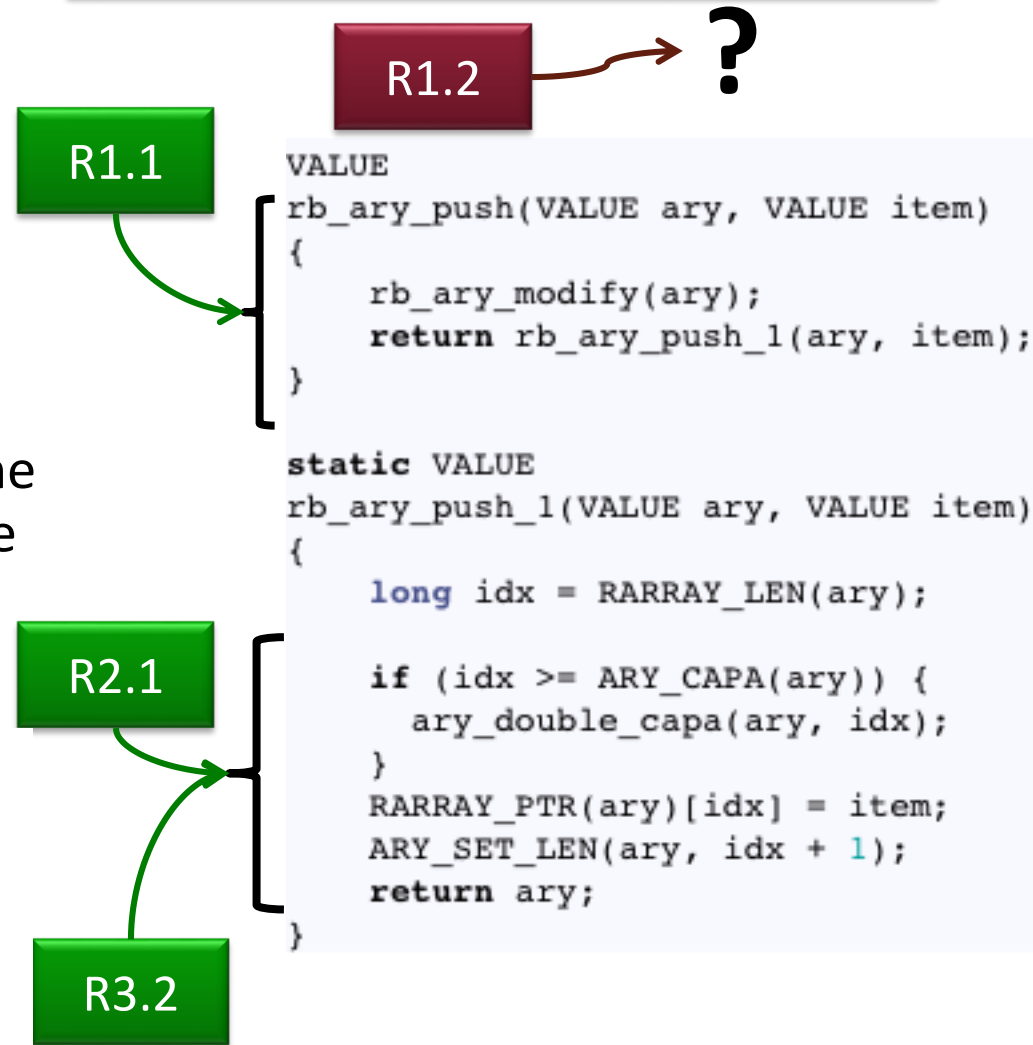 R1.2
?
R1.1
VALUE
rb_ary_push(VALUE ary, VALUE item)
{
    rb_ary_modify(ary);
    return rb_ary_push_1(ary, item);
}
static VALUE
rb_ary_push_1(VALUE ary, VALUE item)
{
    long idx = RARRAY_LEN(ary);
    if (idx >= ARY_CAPA(ary)) {
      ary_double_capa(ary, idx);
    }
    RARRAY_PTR(ary)[idx] = item;
    ARY_SET_LEN(ary, idx + 1);
    return ary;
}
R2.1
R3.2